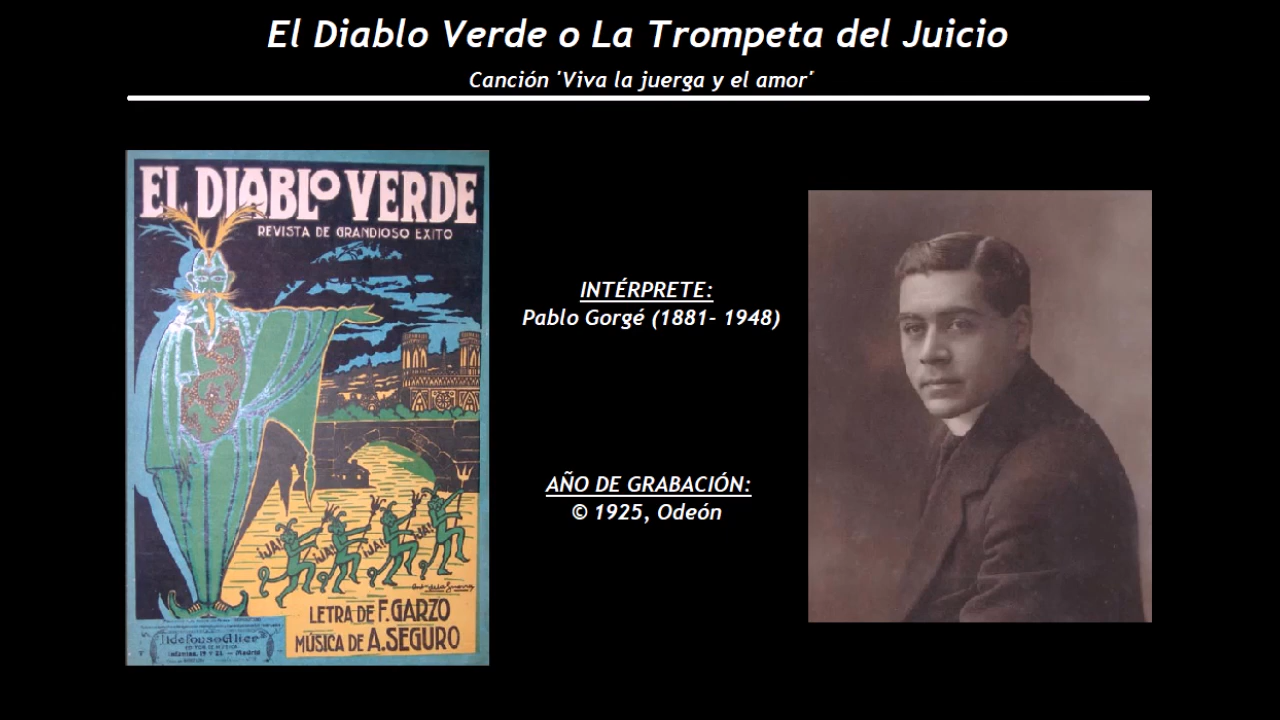 El Diablo Verde o La Trompeta del Juicio
Canción 'Viva la juerga y el amor'
EL DIABLO VERDE
REVISTA DE GRANDIOSO EXITO
¡JA!
¡JA!
¡JA!
¡JA!
LETRA DE F. GARZO
MÚSICA DE A. SEGURO
Ildefonso Alier
Madrid
INTÉRPRETE:
Pablo Gorgé (1881- 1948)
AÑO DE GRABACIÓN:
© 1925, Odeón